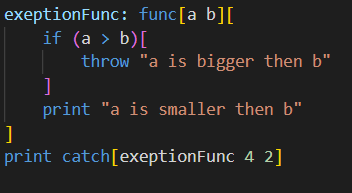 exeptionFunc: func[a b][
    if (a > b)[
        throw "a is bigger then b"
    ]
    print "a is smaller then b"
]
print catch[exeptionFunc 4 2]